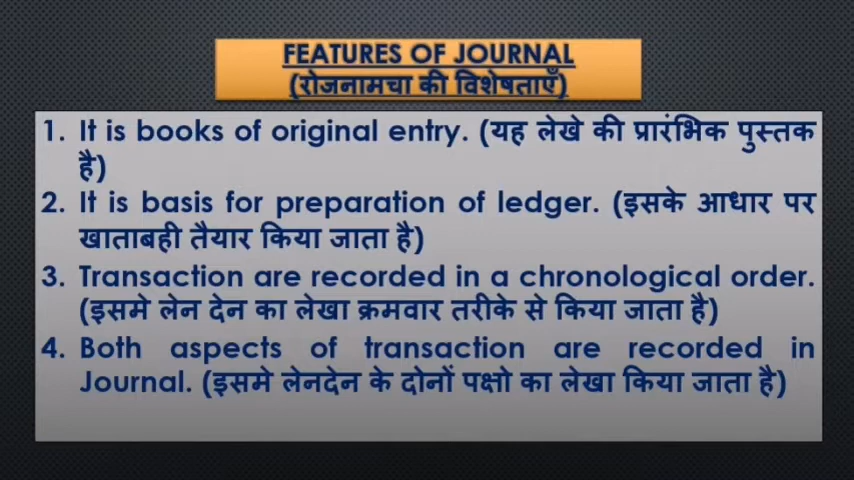 FEATURES OF JOURNAL
(रोजनामचा की विशेषताएँ)
1. It is books of original entry. (यह लेखे की प्रारंभिक पुस्तक
है)
2. It is basis for preparation of ledger. (इसके आधार पर
खाताबही तैयार किया जाता है)
3. Transaction are recorded in a chronological order.
(इसमे लेन देन का लेखा क्रमवार तरीके से किया जाता है)
4. Both aspects of transaction are recorded in
Journal. (इसमे लेनदेन के दोनों पक्षो का लेखा किया जाता है)